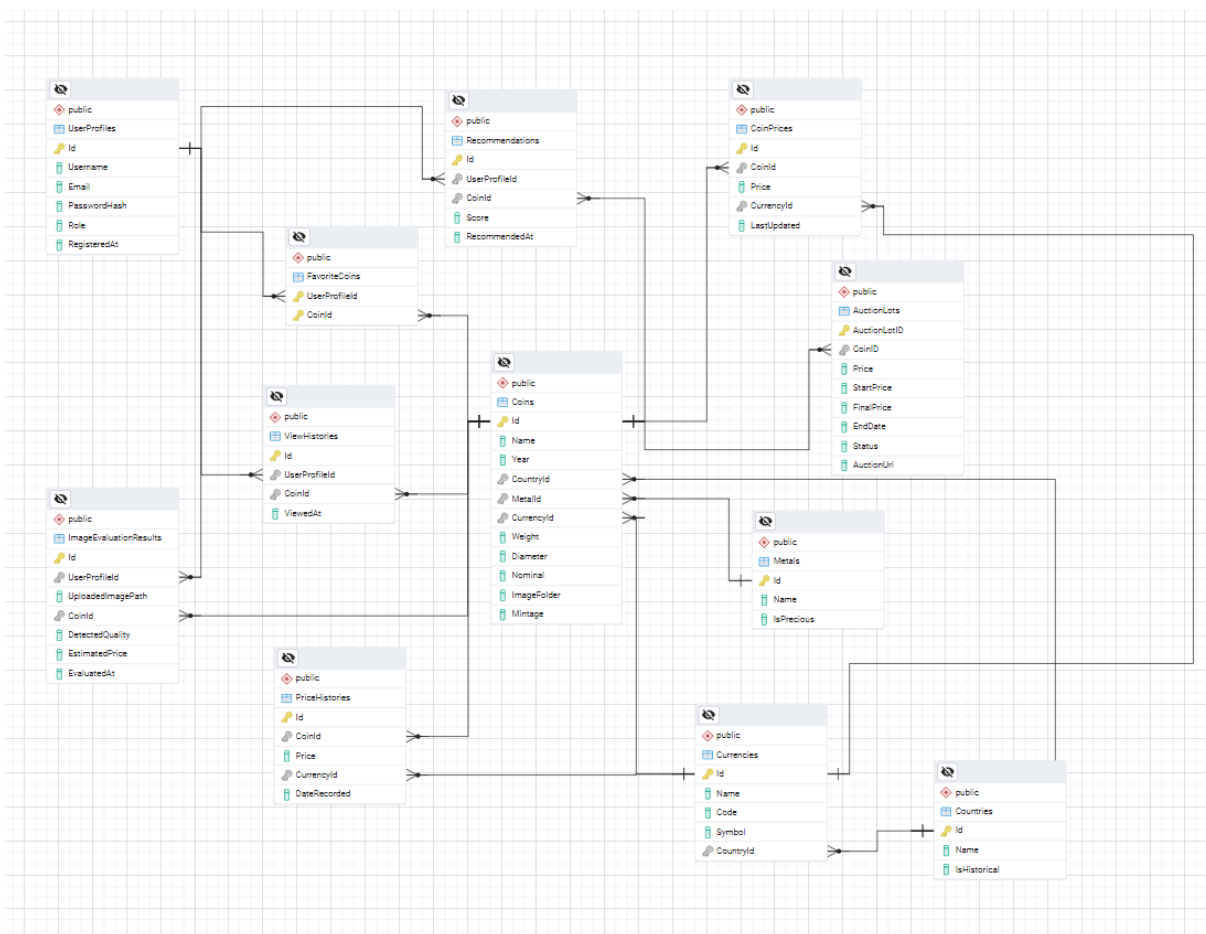 public
UserProfiles
Id
Username
Email
PasswordHash
Role
RegisteredAt
public
Recommendations
Id
UserProfileId
CoinId
Score
RecommendedAt
public
CoinPrices
Id
CoinId
Price
CurrencyId
LastUpdated
public
FavoriteCoins
UserProfileId
CoinId
public
AuctionLots
AuctionLotID
CoinID
Price
StartPrice
FinalPrice
EndDate
Status
AuctionUrl
public
Coins
Id
Name
Year
CountryId
MetalId
CurrencyId
Weight
Diameter
Nominal
ImageFolder
Mintage
public
ViewHistories
Id
UserProfileId
CoinId
ViewedAt
public
ImageEvaluationResults
Id
UserProfileId
UploadedImagePath
CoinId
DetectedQuality
EstimatedPrice
EvaluatedAt
public
Metals
Id
Name
IsPrecious
public
PriceHistories
Id
CoinId
Price
CurrencyId
DateRecorded
public
Currencies
Id
Name
Code
Symbol
CountryId
public
Countries
Id
Name
IsHistorical